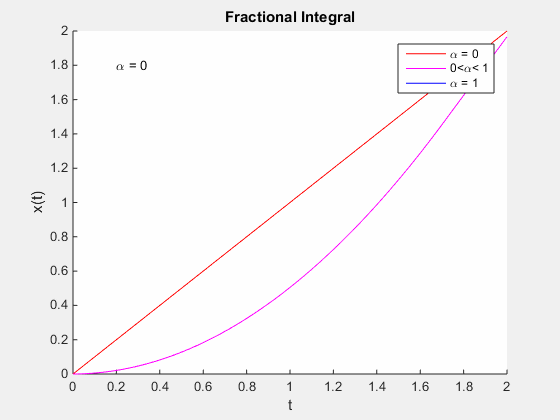 Fractional Integral
α = 0
α = 0
0<α< 1
α = 1
x(t)
2
1.8
1.6
1.4
1.2
1
0.8
0.6
0.4
0.2
0
0 0.2 0.4 0.6 0.8 1 1.2 1.4 1.6 1.8 2
t